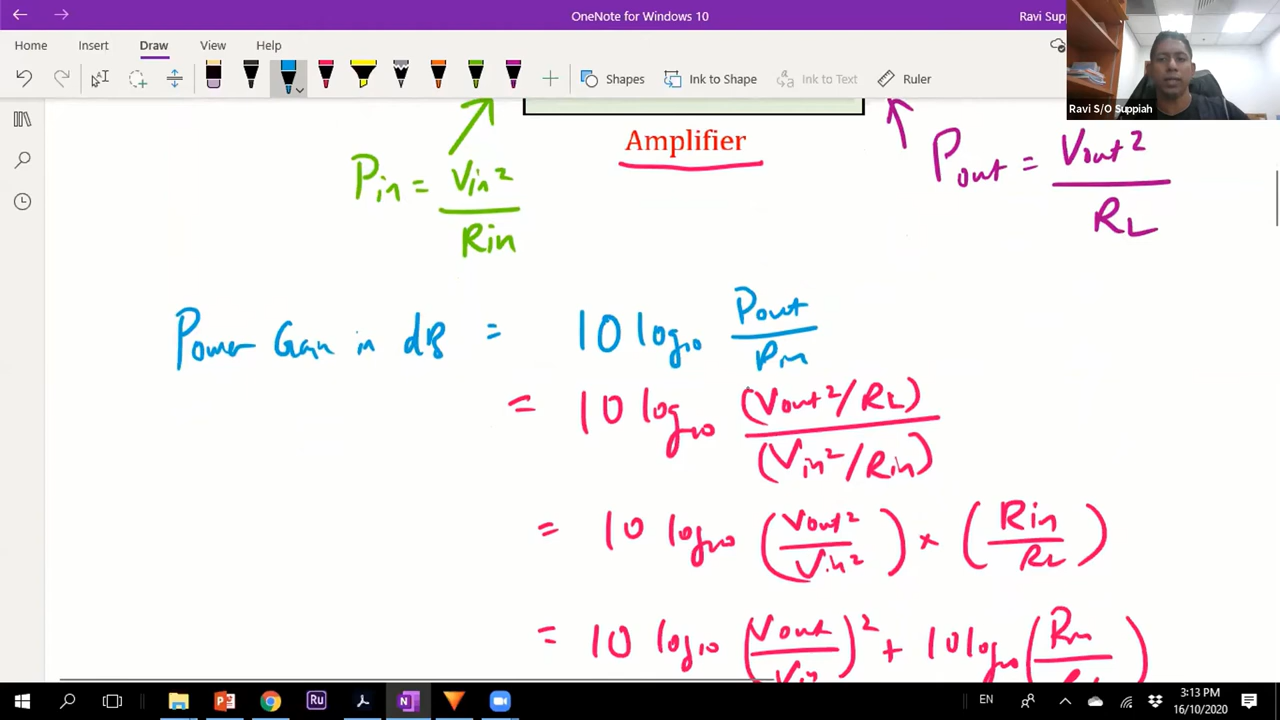 OneNote for Windows 10
Ravi Supp
Home Insert Draw View Help
Shapes Ink to Shape Ink to Text Ruler
Ravi S/O Suppiah
Amplifier
Pin = Vin²/Rin
Pout = Vout²/RL
Power Gain in dB = 10 log₁₀ Pout/Pin
= 10 log₁₀ (Vout²/RL)/(Vin²/Rin)
= 10 log₁₀ (Vout²/Vin²) × (Rin/RL)
= 10 log₁₀ (Vout/Vin)² + 10 log₁₀ (Rin/RL)
EN
3:13 PM
16/10/2020